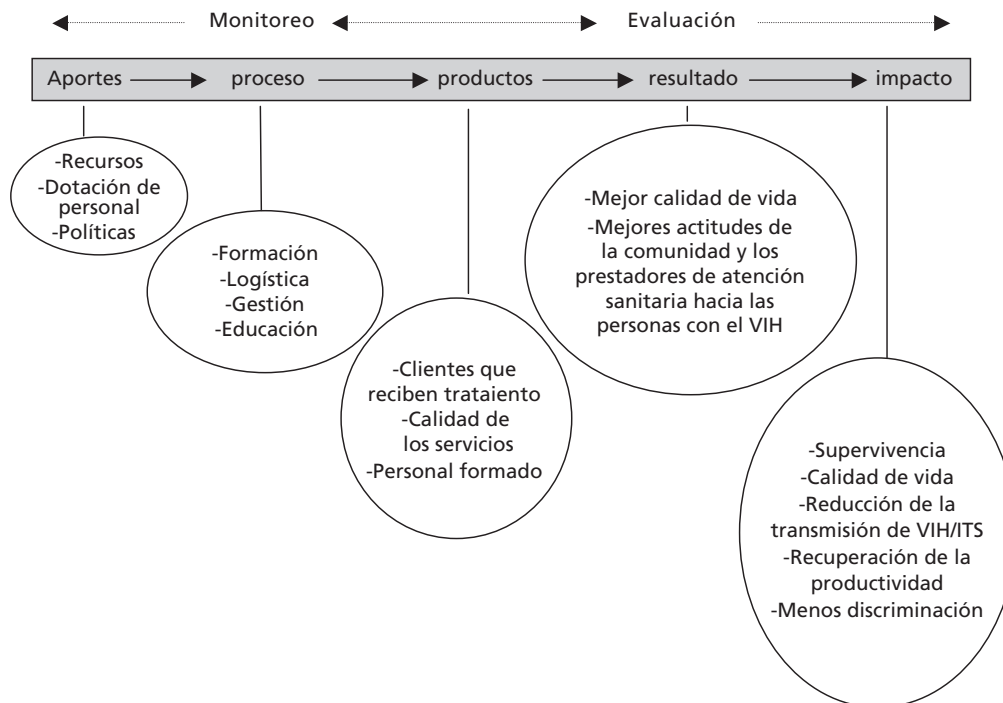 Monitoreo Evaluación
Aportes proceso productos resultado impacto
-Recursos
-Dotación de
personal
-Políticas
-Formación
-Logística
-Gestión
-Educación
-Clientes que
reciben trataiento
-Calidad de
los servicios
-Personal formado
-Mejor calidad de vida
-Mejores actitudes de
la comunidad y los
prestadores de atención
sanitaria hacia las
personas con el VIH
-Supervivencia
-Calidad de vida
-Reducción de la
transmisión de VIH/ITS
-Recuperación de la
productividad
-Menos discriminación